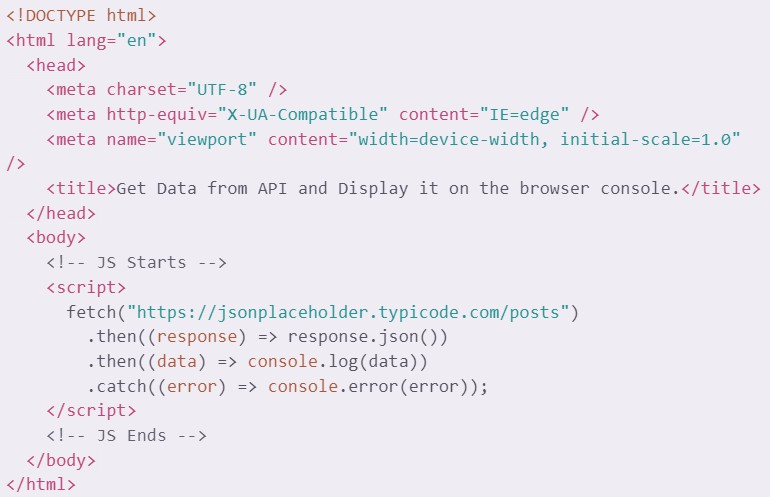 <!DOCTYPE html>
<html lang="en">
  <head>
    <meta charset="UTF-8" />
    <meta http-equiv="X-UA-Compatible" content="IE=edge" />
    <meta name="viewport" content="width=device-width, initial-scale=1.0"
/>
    <title>Get Data from API and Display it on the browser console.</title>
  </head>
  <body>
    <!-- JS Starts -->
    <script>
      fetch("https://jsonplaceholder.typicode.com/posts")
        .then((response) => response.json())
        .then((data) => console.log(data))
        .catch((error) => console.error(error));
    </script>
    <!-- JS Ends -->
  </body>
</html>